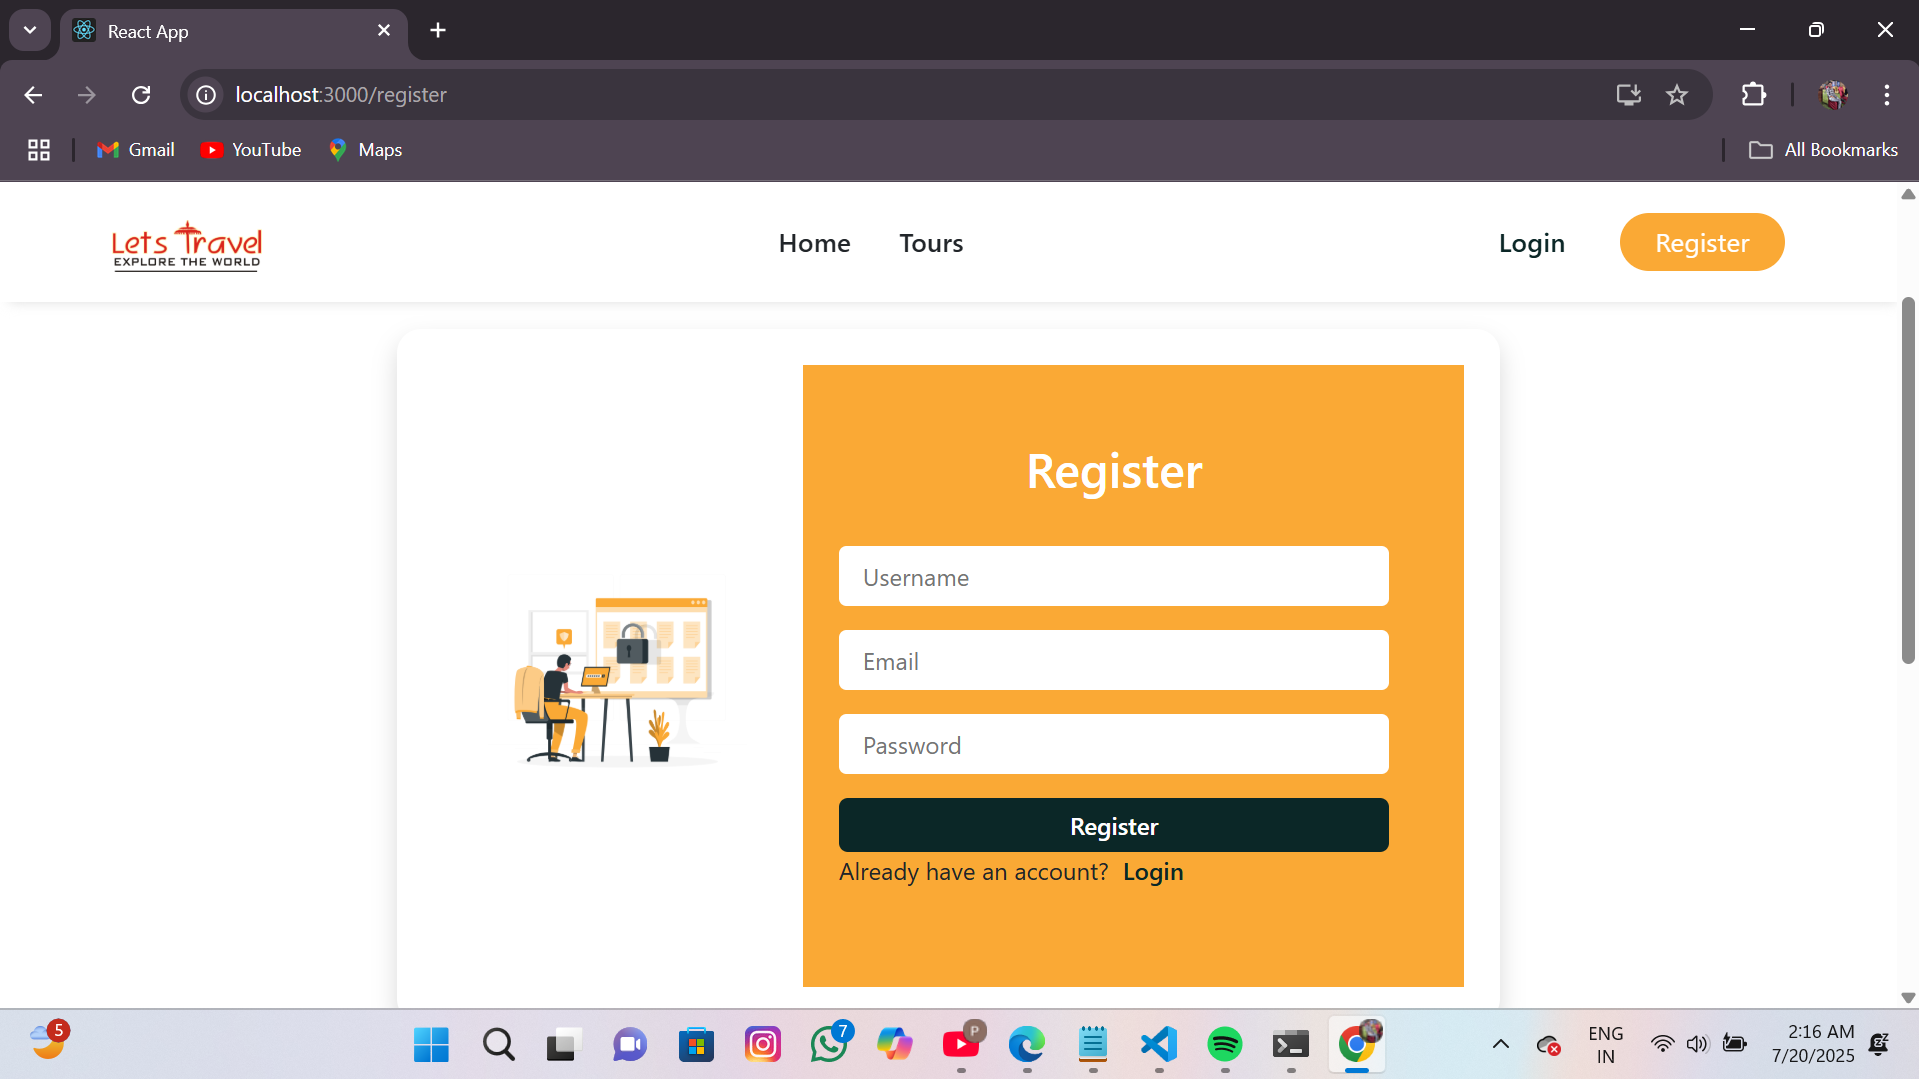 React App
localhost:3000/register
Gmail
YouTube
Maps
All Bookmarks
Lets Travel
EXPLORE THE WORLD
Home
Tours
Login
Register
Register
Username
Email
Password
Register
Already have an account? Login
5
7
P
ENG
IN
2:16 AM
7/20/2025